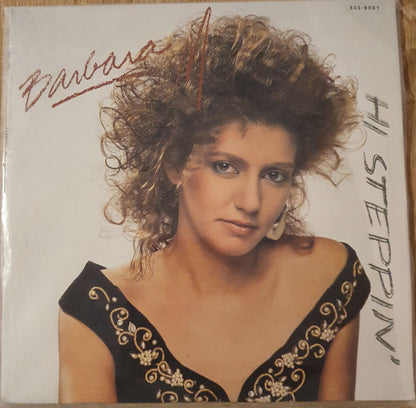 SCS-6001
Barbara J
HI STEPPIN'